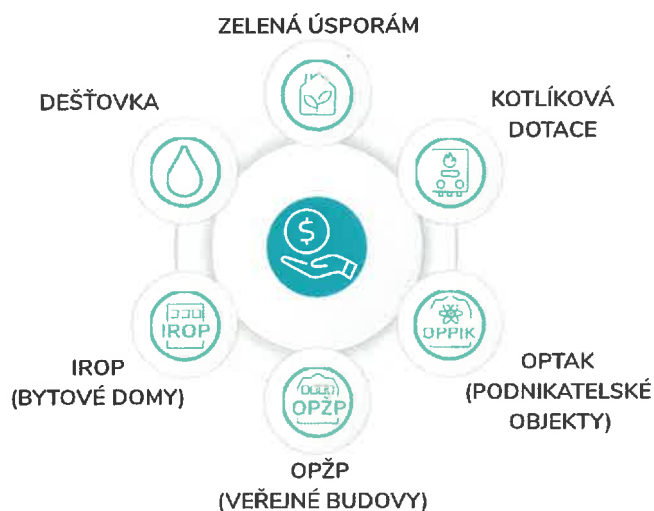 ZELENÁ ÚSPORÁM
DEŠŤOVKA
KOTLÍKOVÁ
DOTACE
$
IROP
OPPIK
IROP
(BYTOVÉ DOMY)
OPTAK
(PODNIKATELSKÉ
OBJEKTY)
OPŽP
OPŽP
(VEŘEJNÉ BUDOVY)